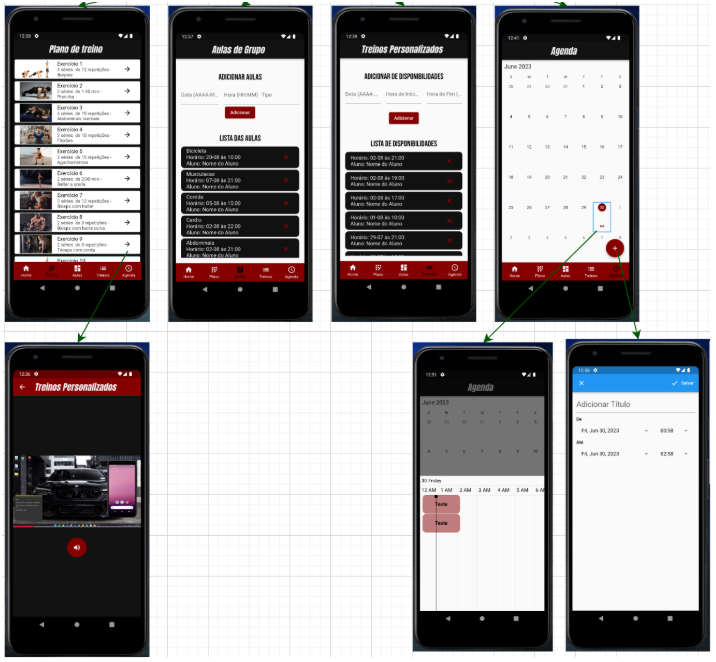 12:28
Plano de treino
Exercício 1
3 séries de 12 repetições -
Burpees
Exercício 2
3 séries de 1:40 min -
Prancha
Exercício 3
3 séries de 15 repetições -
Abdominais normais
Exercício 4
3 séries de 10 repetições -
Flexões
Exercício 5
2 séries de 15 repetições -
Agachamentos
Exercício 6
2 séries de 2:00 min -
Saltar a corda
Exercício 7
3 séries de 12 repetições -
Biceps com halter
Exercício 8
2 séries de 8 repetições -
Biceps com barra curva
Exercício 9
2 séries de 8 repetições -
Triceps com corda
Exercício 10
Home Plano Aulas Treinos Agenda
12:37
Aulas de Grupo
ADICIONAR AULAS
Data (AAAA-M... Hora (HH:MM) Tipo
Adicionar
LISTA DAS AULAS
Bicicleta
Horário: 20-08 às 10:00
Aluno: Nome do Aluno
Musculacao
Horário: 07-08 às 21:00
Aluno: Nome do Aluno
Corrida
Horário: 05-08 às 15:00
Aluno: Nome do Aluno
Cardio
Horário: 02-08 às 22:00
Aluno: Nome do Aluno
Abdominais
Horário: 02-08 às 21:00
Aluno: Nome do Aluno
Home Plano Aulas Treinos Agenda
12:39
Treinos Personalizados
ADICIONAR DE DISPONIBILIDADES
Data (AAAA-... Hora de Iníci... Hora de Fim (...
Adicionar
LISTA DE DISPONIBILIDADES
Horário: 02-08 às 21:00
Aluno: Nome do Aluno
Horário: 02-08 às 19:00
Aluno: Nome do Aluno
Horário: 03-08 às 17:00
Aluno: Nome do Aluno
Horário: 01-08 às 10:00
Aluno: Nome do Aluno
Horário: 29-07 às 21:00
Aluno: Nome do Aluno
Home Plano Aulas Treinos Agenda
12:41
Agenda
June 2023
S M T W T F S
28 29 30 31 1 2 3
4 5 6 7 8 9 10
11 12 13 14 15 16 17
18 19 20 21 22 23 24
25 26 27 28 29 30 1
2 3 4 5 6 7 8
+
Home Plano Aulas Treinos Agenda
12:36
Treinos Personalizados
12:51
Agenda
June 2023
S M T W T F S
28 29 30 31 1 2 3
4 5 6 7 8 9 10
30 Friday
12 AM 1 AM 2 AM 3 AM 4 AM 5 AM 6 AM
Teste
Teste
12:58
Salvar
Adicionar Título
De
Fri, Jun 30, 2023 00:58
Até
Fri, Jun 30, 2023 02:58